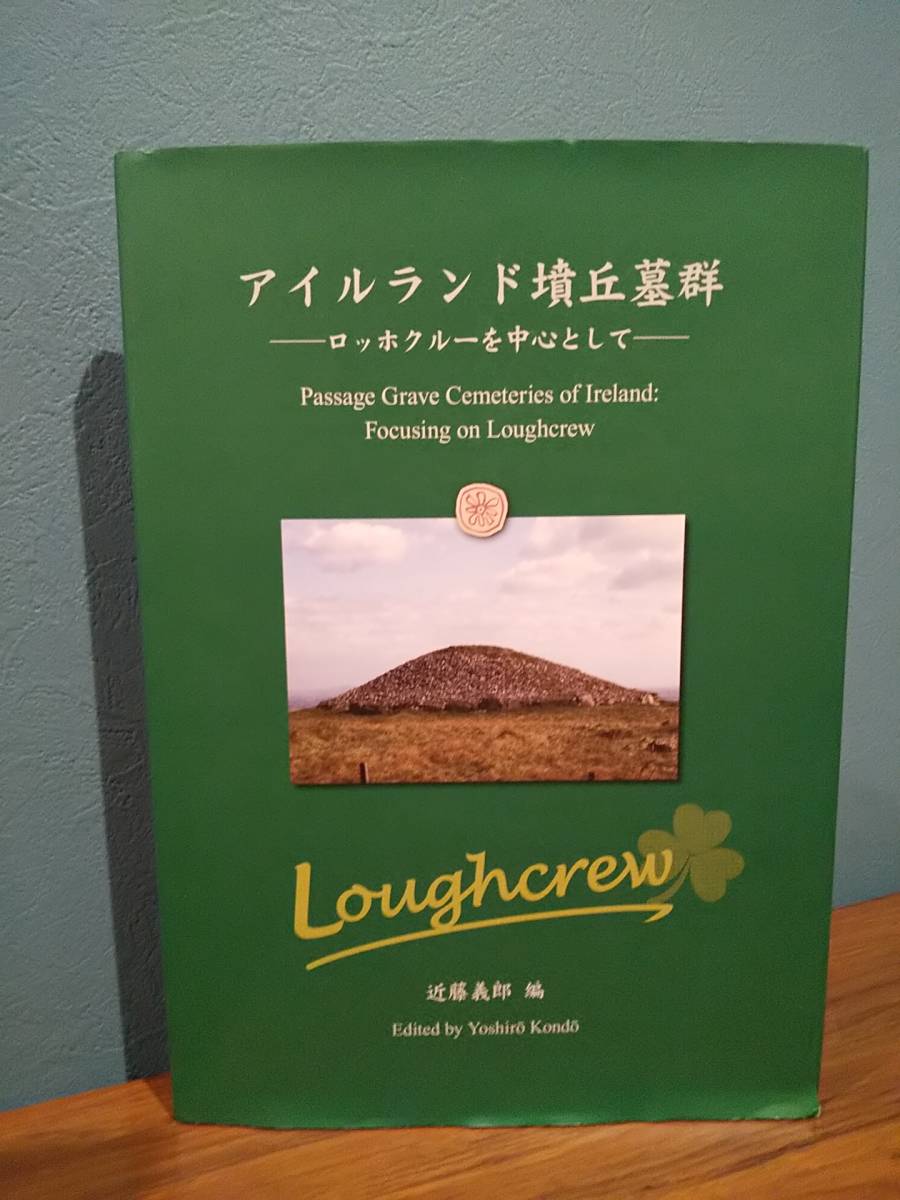 アイルランド墳丘墓群
——ロッホクルーを中心として——
Passage Grave Cemeteries of Ireland:
Focusing on Loughcrew
Loughcrew
近藤義郎 編
Edited by Yoshirō Kondō